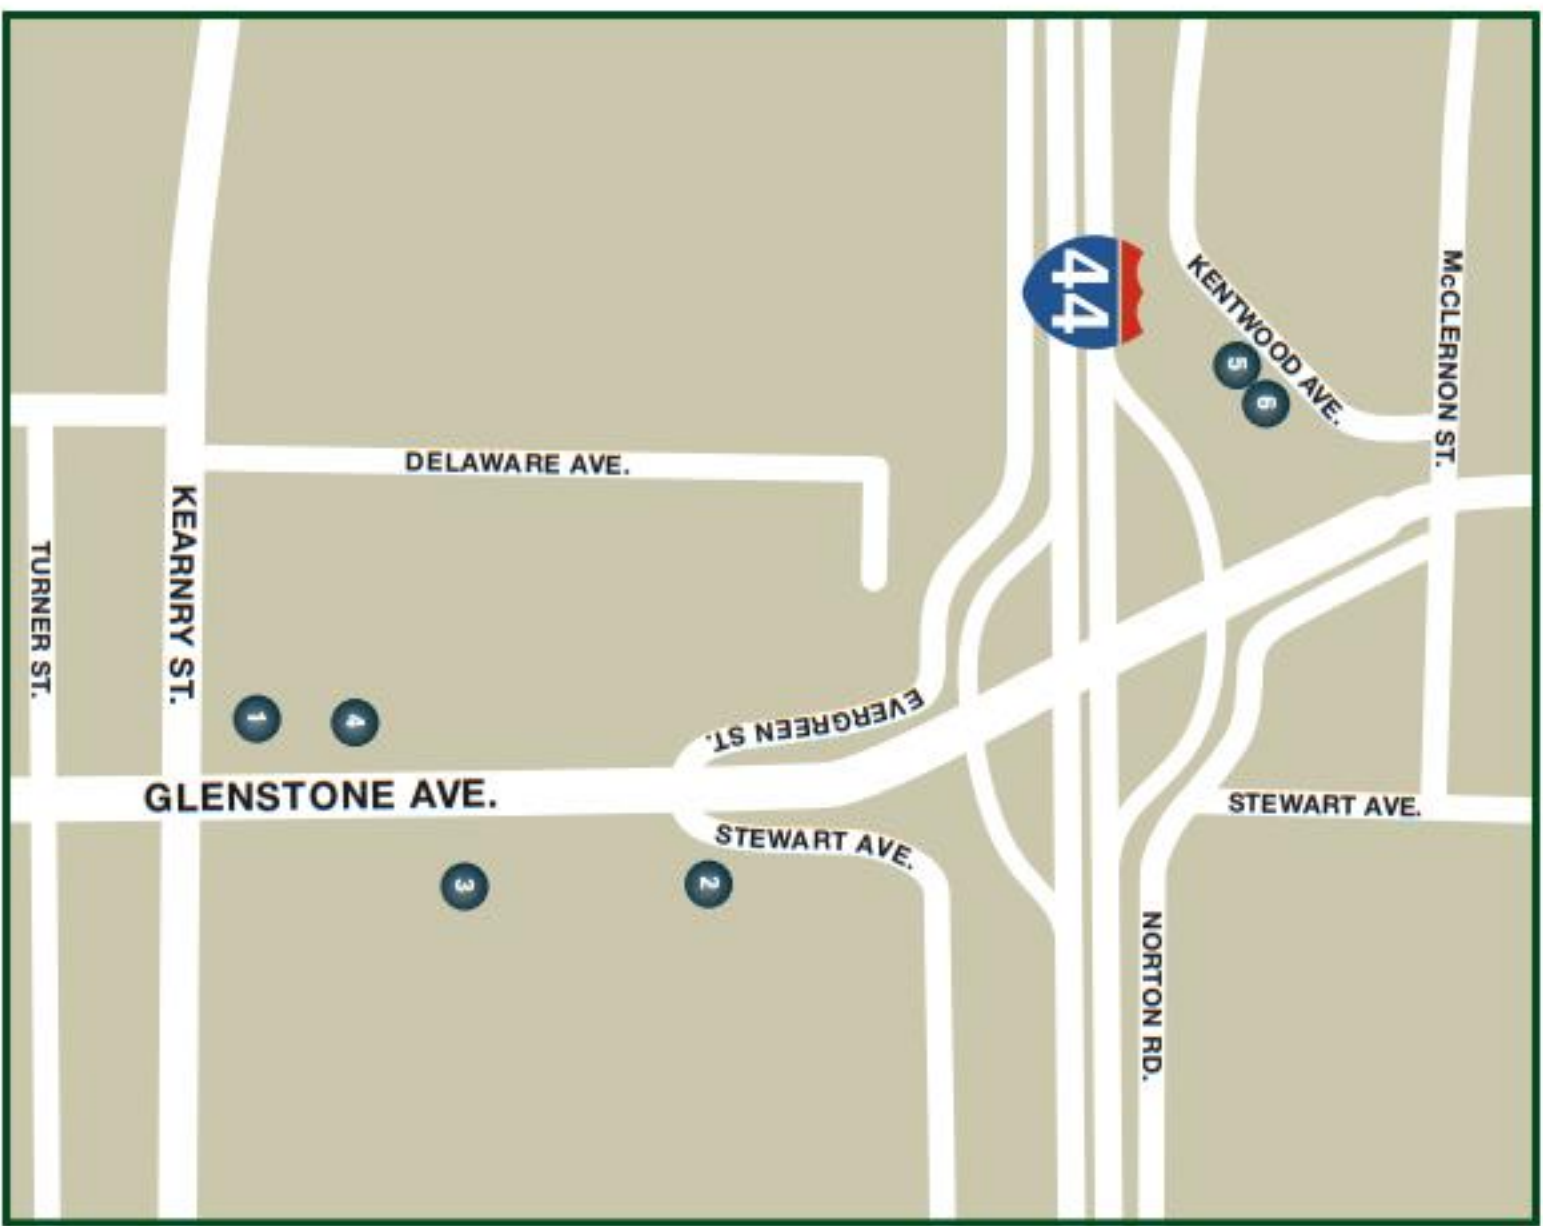 44
KENTWOOD AVE.
McCLERNON ST.
5
6
DELAWARE AVE.
KEARNRY ST.
TURNER ST.
1
4
EVERGREEN ST.
GLENSTONE AVE.
STEWART AVE.
STEWART AVE.
3
2
NORTON RD.